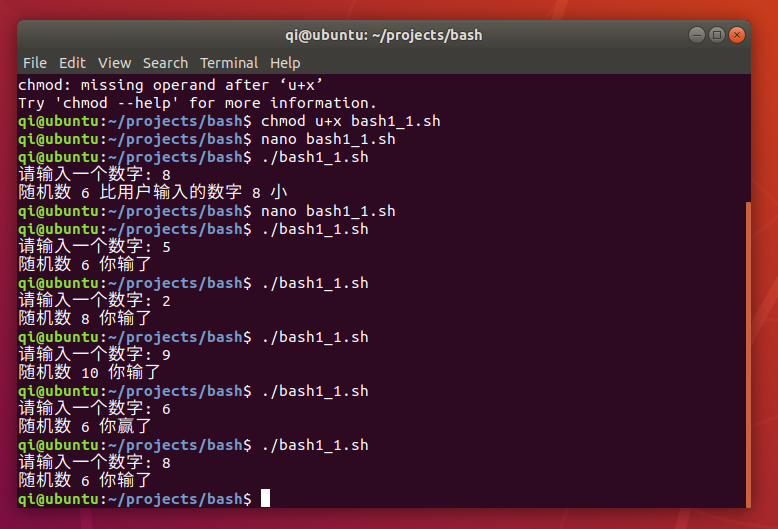 qi@ubuntu: ~/projects/bash
File Edit View Search Terminal Help
chmod: missing operand after ‘u+x’
Try 'chmod --help' for more information.
qi@ubuntu:~/projects/bash$ chmod u+x bash1_1.sh
qi@ubuntu:~/projects/bash$ nano bash1_1.sh
qi@ubuntu:~/projects/bash$ ./bash1_1.sh
请输入一个数字: 8
随机数 6 比用户输入的数字 8 小
qi@ubuntu:~/projects/bash$ nano bash1_1.sh
qi@ubuntu:~/projects/bash$ ./bash1_1.sh
请输入一个数字: 5
随机数 6 你输了
qi@ubuntu:~/projects/bash$ ./bash1_1.sh
请输入一个数字: 2
随机数 8 你输了
qi@ubuntu:~/projects/bash$ ./bash1_1.sh
请输入一个数字: 9
随机数 10 你输了
qi@ubuntu:~/projects/bash$ ./bash1_1.sh
请输入一个数字: 6
随机数 6 你赢了
qi@ubuntu:~/projects/bash$ ./bash1_1.sh
请输入一个数字: 8
随机数 6 你输了
qi@ubuntu:~/projects/bash$